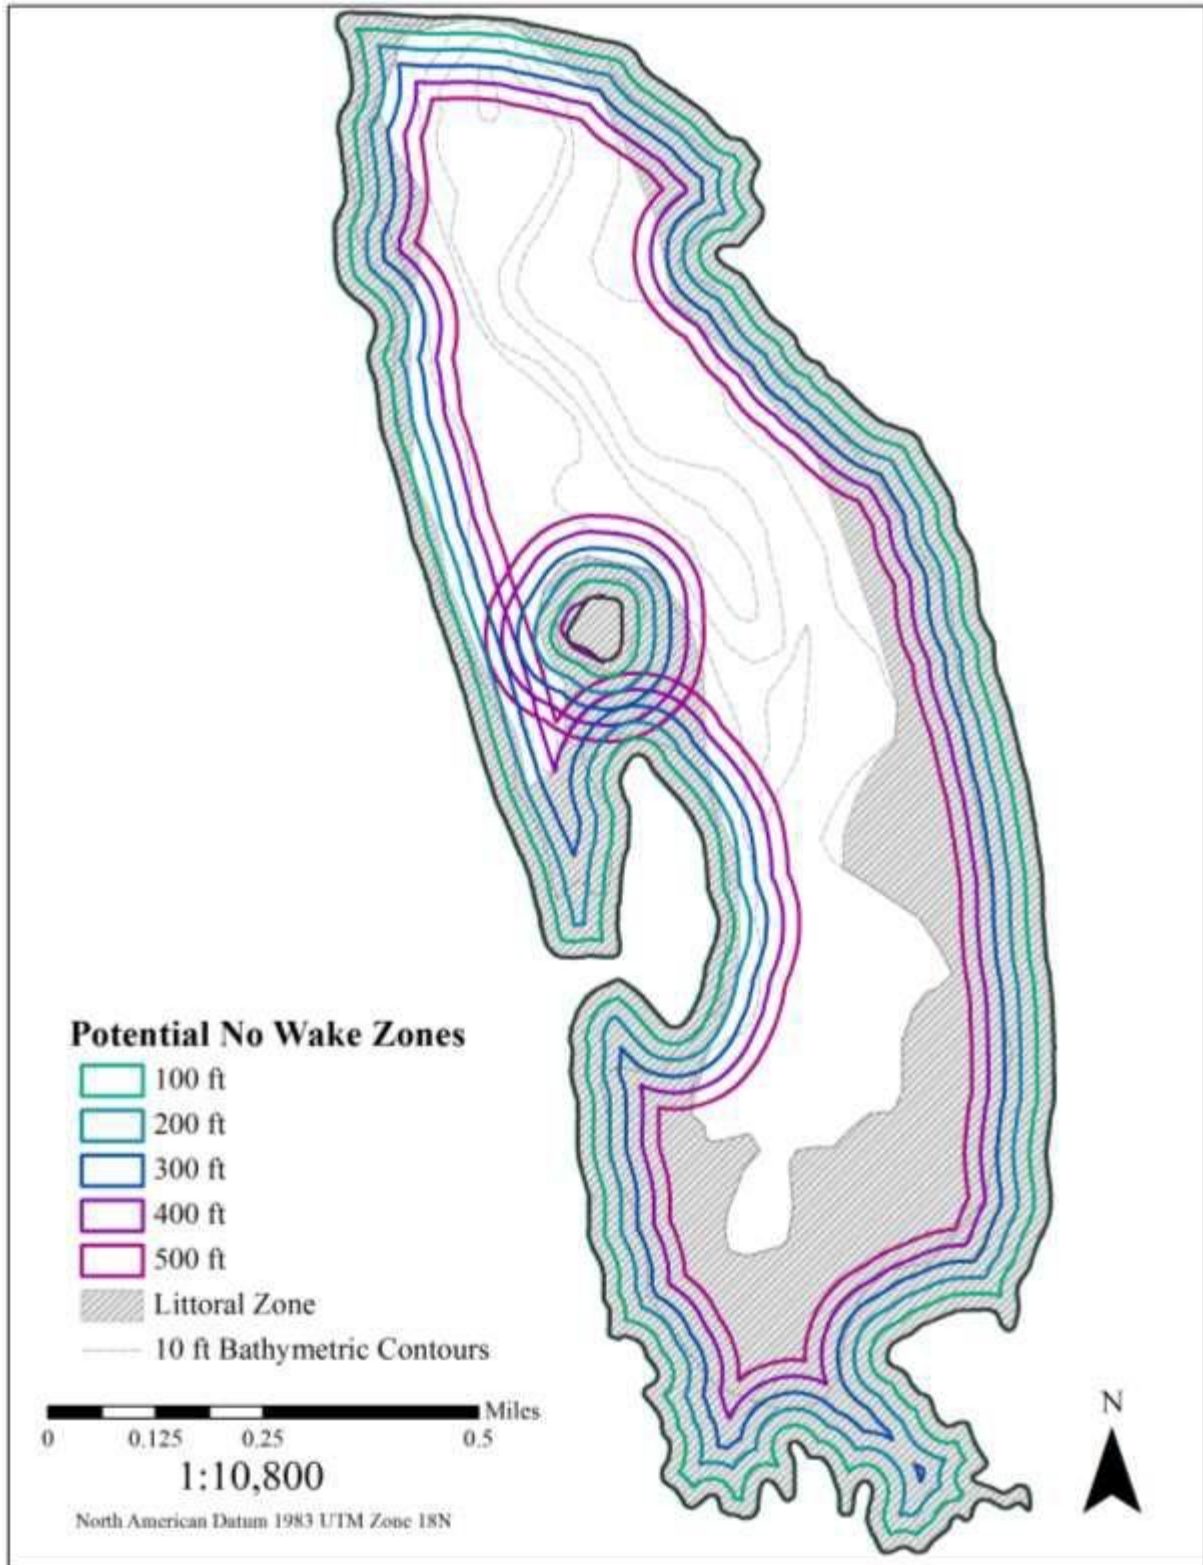 Potential No Wake Zones
100 ft
200 ft
300 ft
400 ft
500 ft
Littoral Zone
10 ft Bathymetric Contours
Miles
0 0.125 0.25 0.5
1:10,800
North American Datum 1983 UTM Zone 18N
N